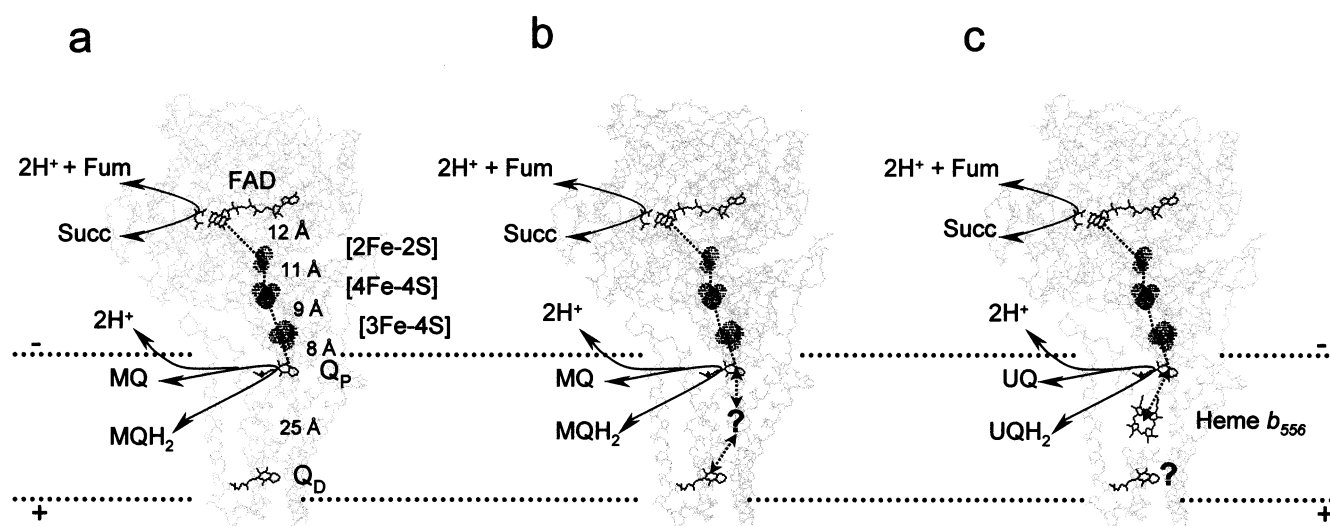 a
2H⁺ + Fum
FAD
Succ
12 Å
[2Fe-2S]
11 Å
[4Fe-4S]
9 Å
[3Fe-4S]
2H⁺
8 Å
-
MQ
Qₚ
MQH₂
25 Å
Q_D
+
b
2H⁺ + Fum
Succ
2H⁺
MQ
MQH₂
?
c
2H⁺ + Fum
Succ
2H⁺
-
UQ
UQH₂
Heme b₅₅₆
?
+